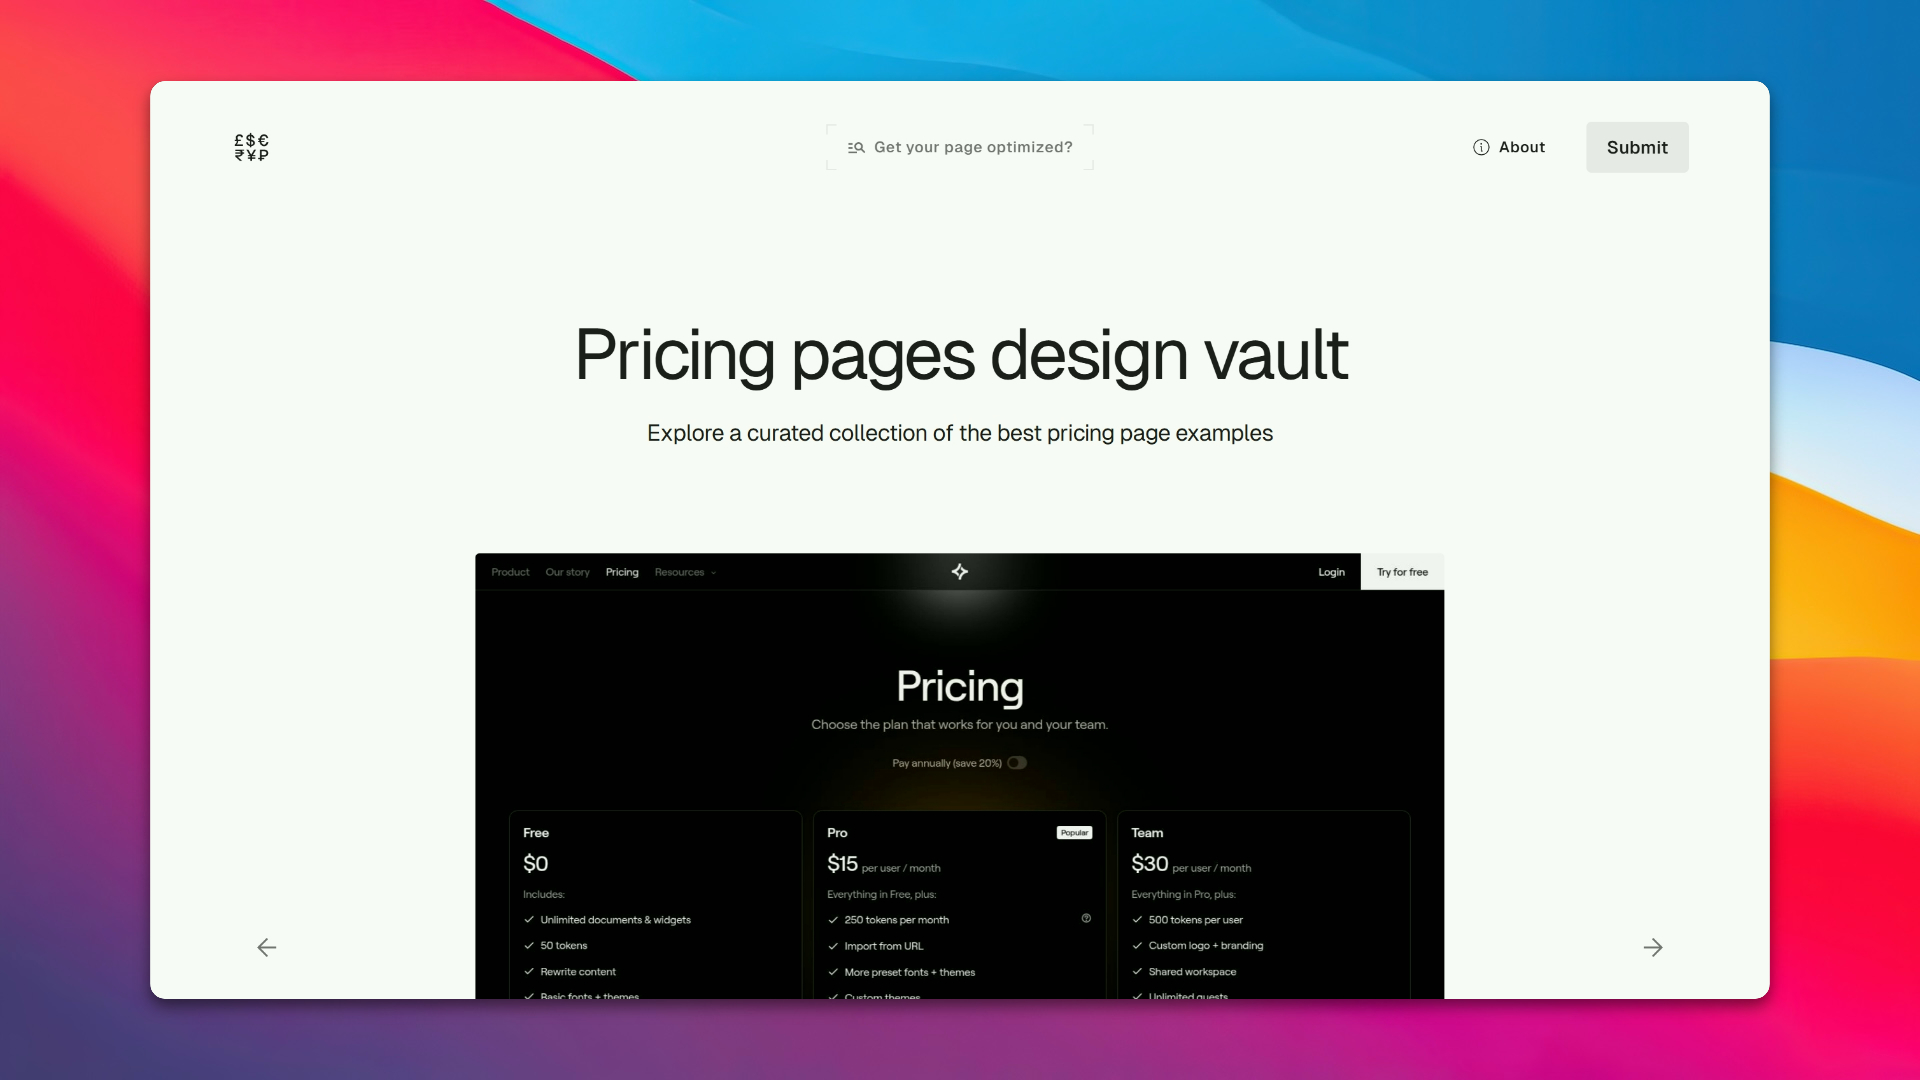 £$€
₹¥₽
Get your page optimized?
About
Submit
Pricing pages design vault
Explore a curated collection of the best pricing page examples
Product Our story Pricing Resources
Login
Try for free
Pricing
Choose the plan that works for you and your team.
Pay annually (save 20%)
Free
$0
Includes:
Unlimited documents & widgets
50 tokens
Rewrite content
Basic fonts + themes
Pro
Popular
$15 per user / month
Everything in Free, plus:
250 tokens per month
Import from URL
More preset fonts + themes
Custom themes
Team
$30 per user / month
Everything in Pro, plus:
500 tokens per user
Custom logo + branding
Shared workspace
Unlimited guests